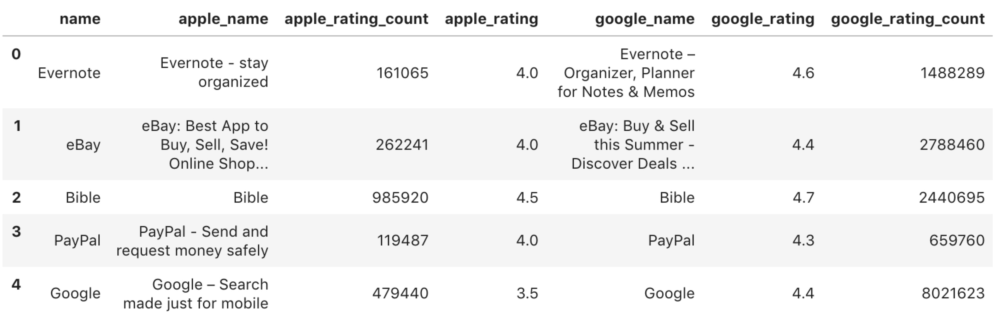 name apple_name apple_rating_count apple_rating google_name google_rating google_rating_count
0 Evernote Evernote - stay organized 161065 4.0 Evernote – Organizer, Planner for Notes & Memos 4.6 1488289
1 eBay eBay: Best App to Buy, Sell, Save! Online Shop... 262241 4.0 eBay: Buy & Sell this Summer - Discover Deals ... 4.4 2788460
2 Bible Bible 985920 4.5 Bible 4.7 2440695
3 PayPal PayPal - Send and request money safely 119487 4.0 PayPal 4.3 659760
4 Google Google – Search made just for mobile 479440 3.5 Google 4.4 8021623